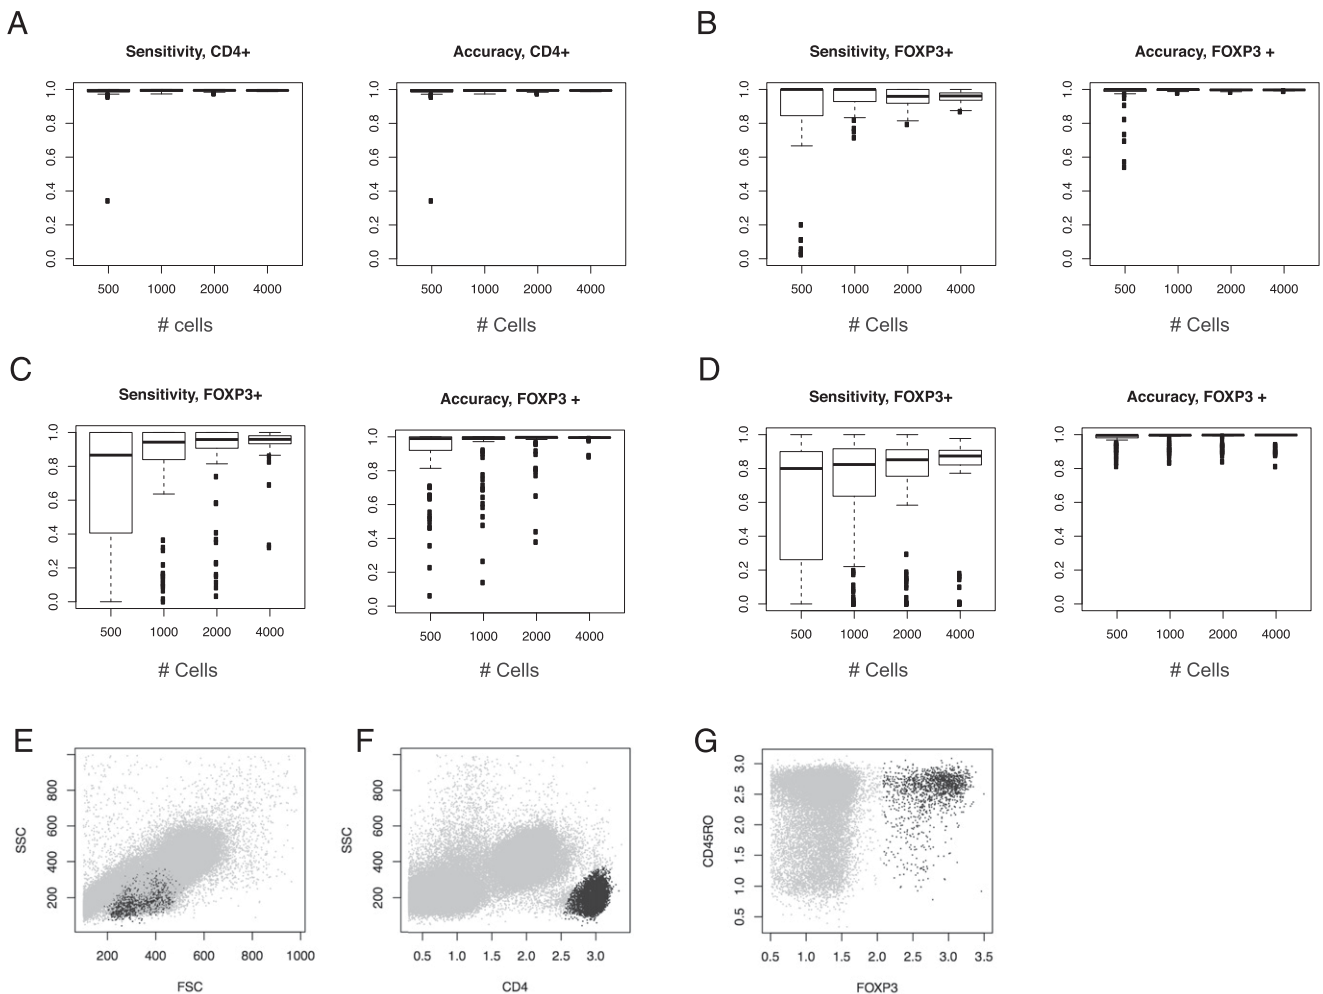 A
B
Sensitivity, CD4+
Accuracy, CD4+
Sensitivity, FOXP3+
Accuracy, FOXP3 +
0.0 0.2 0.4 0.6 0.8 1.0
0.0 0.2 0.4 0.6 0.8 1.0
0.0 0.2 0.4 0.6 0.8 1.0
0.0 0.2 0.4 0.6 0.8 1.0
500 1000 2000 4000
500 1000 2000 4000
500 1000 2000 4000
500 1000 2000 4000
# cells
# Cells
# Cells
# Cells
C
D
Sensitivity, FOXP3+
Accuracy, FOXP3 +
Sensitivity, FOXP3+
Accuracy, FOXP3 +
0.0 0.2 0.4 0.6 0.8 1.0
0.0 0.2 0.4 0.6 0.8 1.0
0.0 0.2 0.4 0.6 0.8 1.0
0.0 0.2 0.4 0.6 0.8 1.0
500 1000 2000 4000
500 1000 2000 4000
500 1000 2000 4000
500 1000 2000 4000
# Cells
# Cells
# Cells
# Cells
E
F
G
SSC
200 400 600 800
200 400 600 800 1000
FSC
SSC
200 400 600 800
0.5 1.0 1.5 2.0 2.5 3.0
CD4
CD45RO
0.5 1.0 1.5 2.0 2.5 3.0
0.5 1.0 1.5 2.0 2.5 3.0 3.5
FOXP3